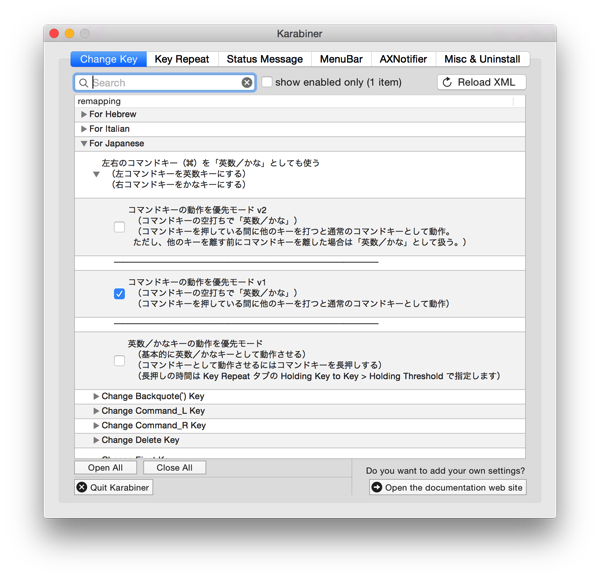 Karabiner
Change Key
Key Repeat
Status Message
MenuBar
AXNotifier
Misc & Uninstall
Search
show enabled only (1 item)
Reload XML
remapping
For Hebrew
For Italian
For Japanese
左右のコマンドキー（⌘）を「英数／かな」としても使う
（左コマンドキーを英数キーにする）
（右コマンドキーをかなキーにする）
コマンドキーの動作を優先モード v2
（コマンドキーの空打ちで「英数／かな」）
（コマンドキーを押している間に他のキーを打つと通常のコマンドキーとして動作。
ただし、他のキーを離す前にコマンドキーを離した場合は「英数／かな」として扱う。）
コマンドキーの動作を優先モード v1
（コマンドキーの空打ちで「英数／かな」）
（コマンドキーを押している間に他のキーを打つと通常のコマンドキーとして動作）
英数／かなキーの動作を優先モード
（基本的に英数／かなキーとして動作させる）
（コマンドキーとして動作させるにはコマンドキーを長押しする）
（長押しの時間は Key Repeat タブの Holding Key to Key > Holding Threshold で指定します）
Change Backquote(`) Key
Change Command_L Key
Change Command_R Key
Change Delete Key
Open All
Close All
Do you want to add your own settings?
Quit Karabiner
Open the documentation web site